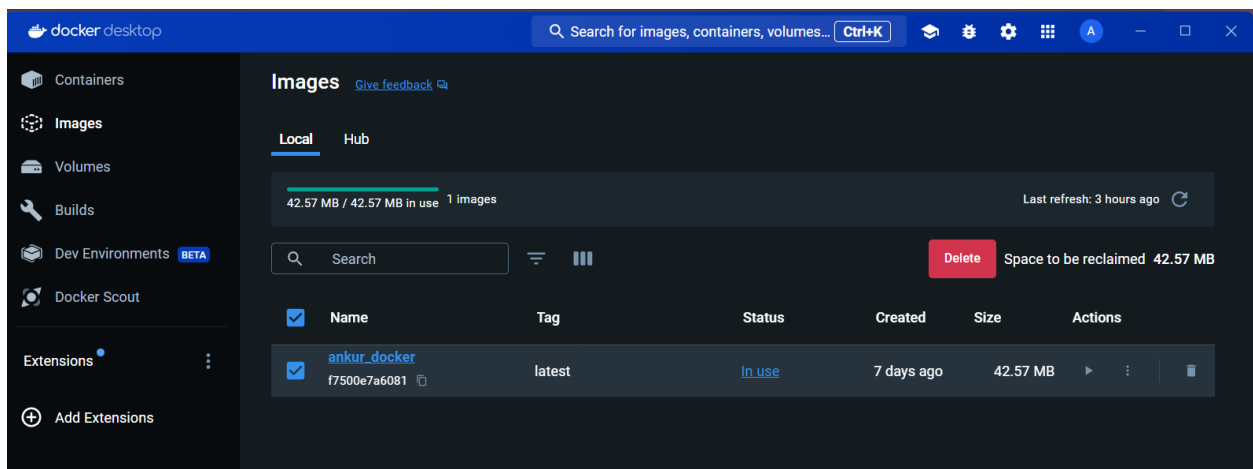 docker desktop
Search for images, containers, volumes... Ctrl+K
A
Containers
Images
Volumes
Builds
Dev Environments BETA
Docker Scout
Extensions
Add Extensions
Images Give feedback
Local Hub
42.57 MB / 42.57 MB in use 1 images
Last refresh: 3 hours ago
Search
Delete Space to be reclaimed 42.57 MB
Name Tag Status Created Size Actions
ankur_docker
f7500e7a6081
latest In use 7 days ago 42.57 MB